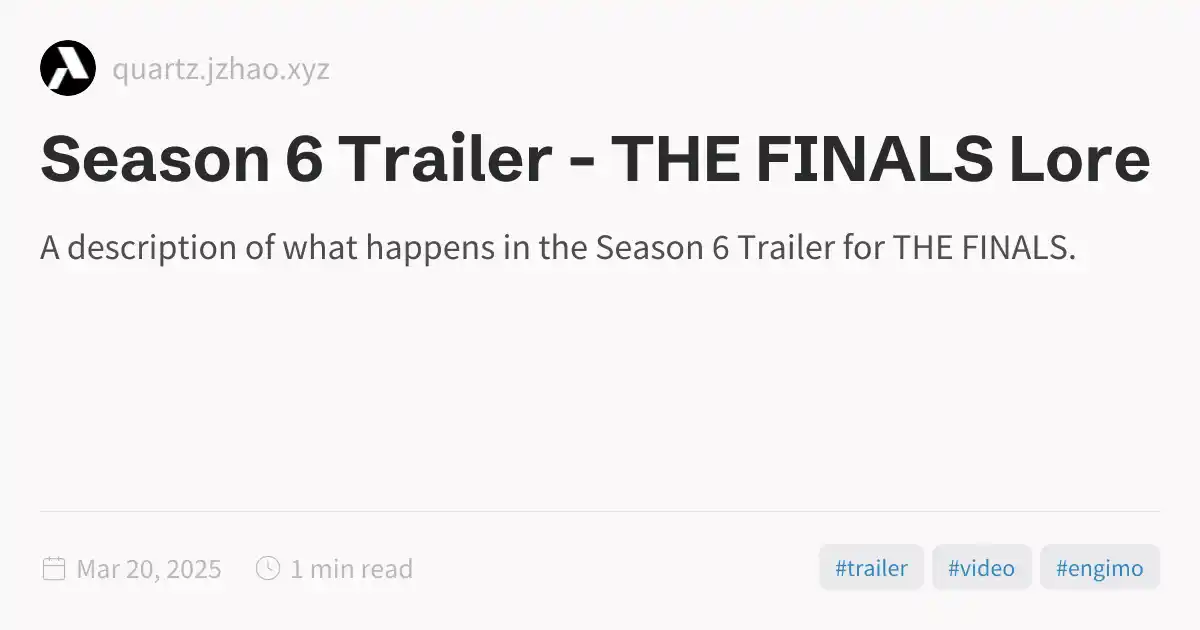 quartz.jzhao.xyz
Season 6 Trailer - THE FINALS Lore
A description of what happens in the Season 6 Trailer for THE FINALS.
Mar 20, 2025 1 min read #trailer #video #engimo